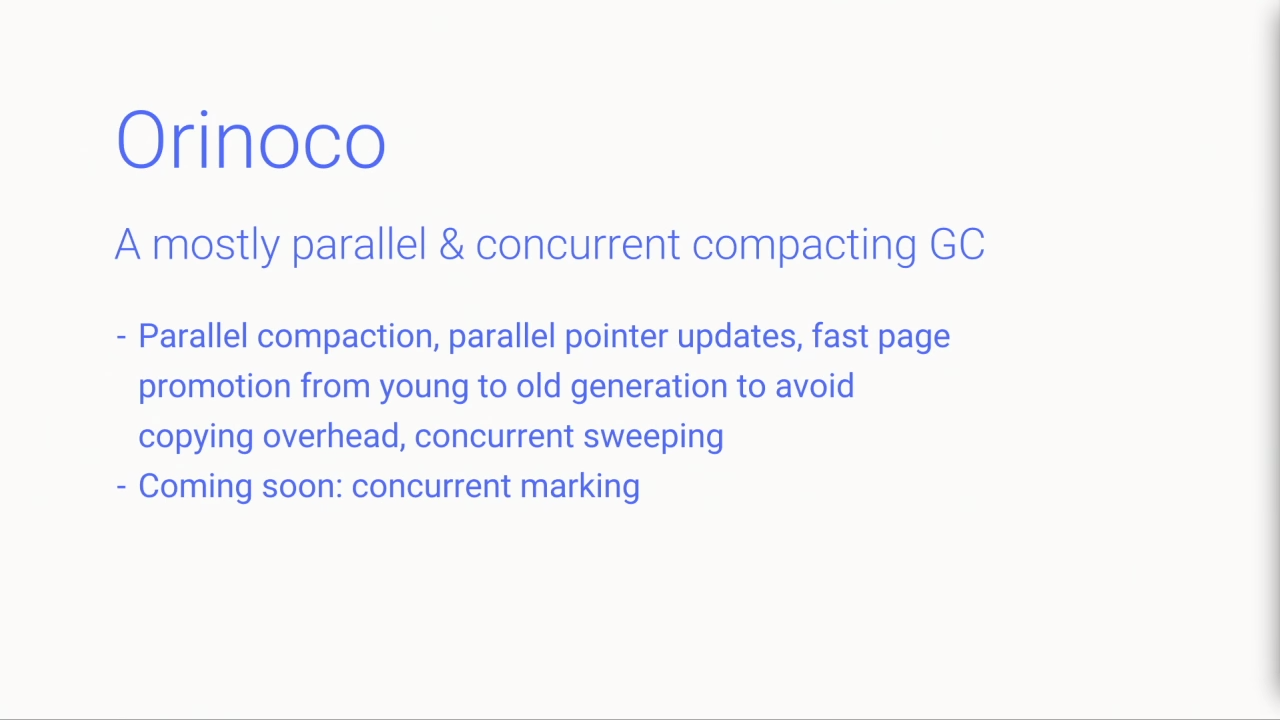 Orinoco
A mostly parallel & concurrent compacting GC
- Parallel compaction, parallel pointer updates, fast page
promotion from young to old generation to avoid
copying overhead, concurrent sweeping
- Coming soon: concurrent marking